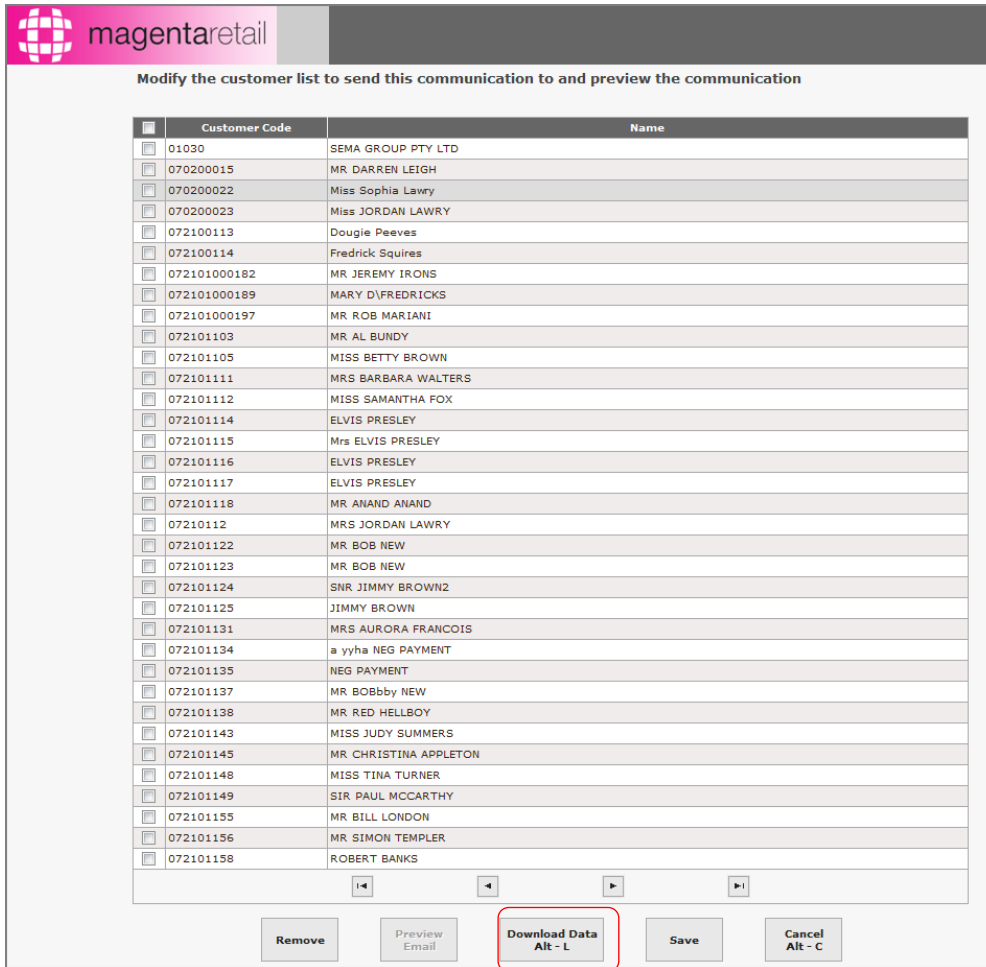 magentaretail
Modify the customer list to send this communication to and preview the communication
Customer Code Name
01030 SEMA GROUP PTY LTD
070200015 MR DARREN LEIGH
070200022 Miss Sophia Lawry
070200023 Miss JORDAN LAWRY
072100113 Dougie Peeves
072100114 Fredrick Squires
072101000182 MR JEREMY IRONS
072101000189 MARY D\FREDRICKS
072101000197 MR ROB MARIANI
072101103 MR AL BUNDY
072101105 MISS BETTY BROWN
072101111 MRS BARBARA WALTERS
072101112 MISS SAMANTHA FOX
072101114 ELVIS PRESLEY
072101115 Mrs ELVIS PRESLEY
072101116 ELVIS PRESLEY
072101117 ELVIS PRESLEY
072101118 MR ANAND ANAND
07210112 MRS JORDAN LAWRY
072101122 MR BOB NEW
072101123 MR BOB NEW
072101124 SNR JIMMY BROWN2
072101125 JIMMY BROWN
072101131 MRS AURORA FRANCOIS
072101134 a yyha NEG PAYMENT
072101135 NEG PAYMENT
072101137 MR BOBbby NEW
072101138 MR RED HELLBOY
072101143 MISS JUDY SUMMERS
072101145 MR CHRISTINA APPLETON
072101148 MISS TINA TURNER
072101149 SIR PAUL MCCARTHY
072101155 MR BILL LONDON
072101156 MR SIMON TEMPLER
072101158 ROBERT BANKS
Remove
Preview
Email
Download Data
Alt - L
Save
Cancel
Alt - C